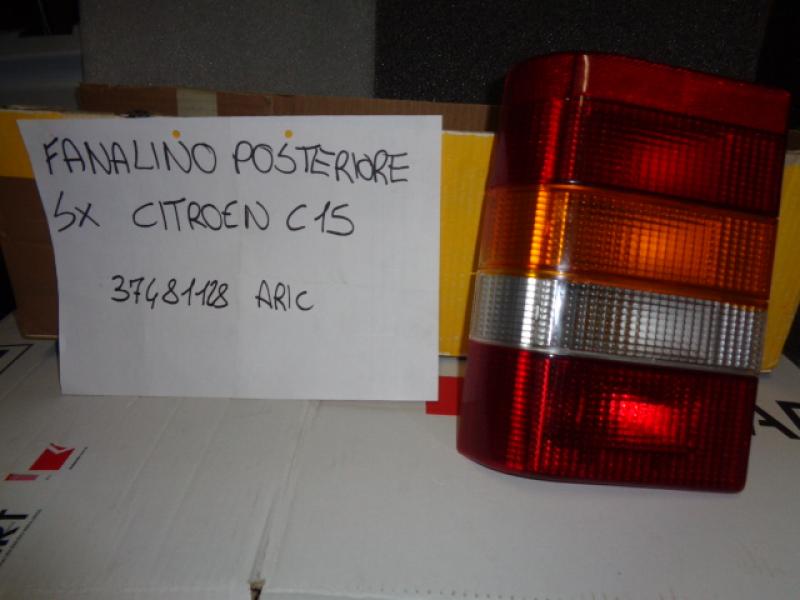 FANALINO POSTERIORE
SX CITROEN C15
37481128 ARIC